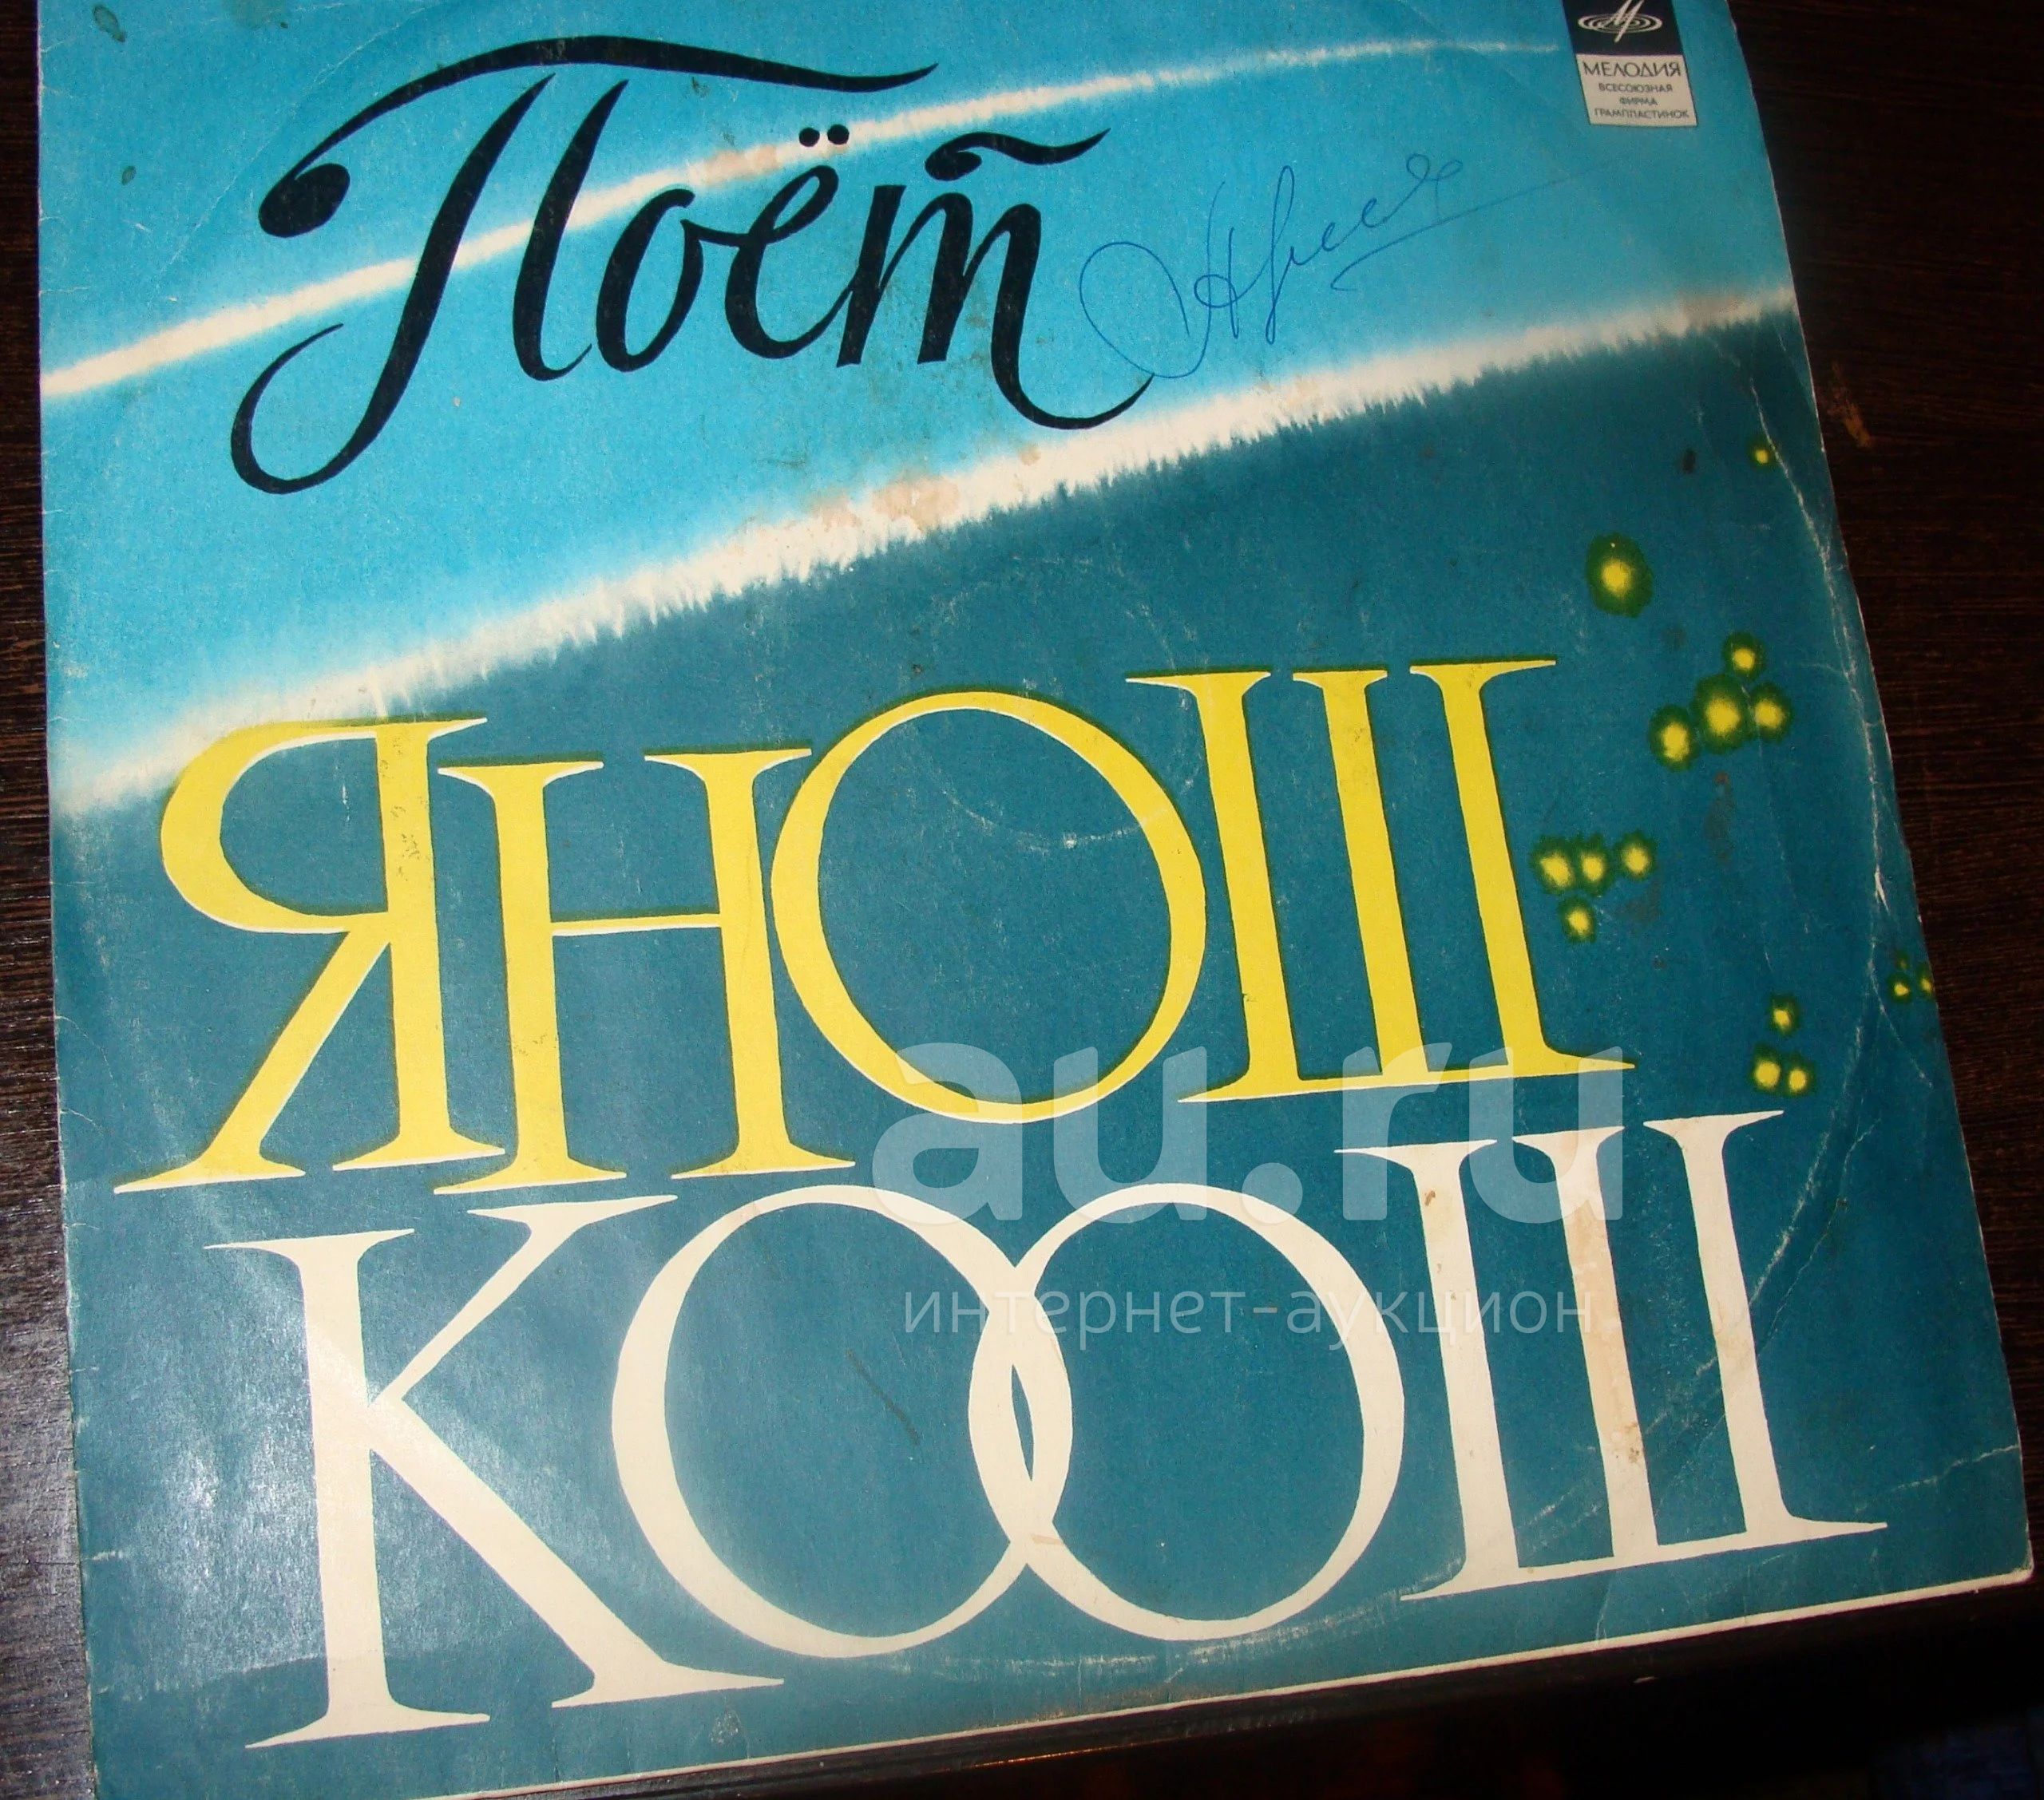 МЕЛОДИЯ
ВСЕСОЮЗНАЯ
ФИРМА
ГРАМПЛАСТИНОК
Поёт
ЯНОШ
КООШ
au.ru
интернет-аукцион